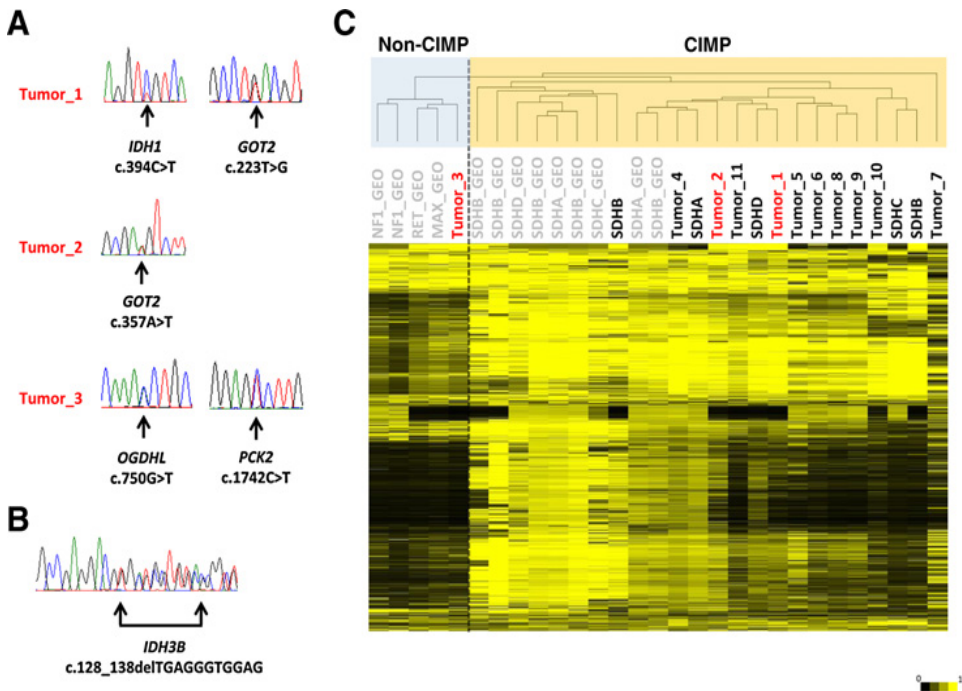 A
Tumor_1
IDH1
c.394C>T
GOT2
c.223T>G
Tumor_2
GOT2
c.357A>T
Tumor_3
OGDHL
c.750G>T
PCK2
c.1742C>T
B
IDH3B
c.128_138delTGAGGGTGGAG
C
Non-CIMP
CIMP
NF1_GEO
NF1_GEO
RET_GEO
MAX_GEO
Tumor_3
SDHB_GEO
SDHB_GEO
SDHD_GEO
SDHB_GEO
SDHA_GEO
SDHB_GEO
SDHC_GEO
SDHB
SDHA_GEO
SDHB_GEO
Tumor_4
SDHA
Tumor_2
Tumor_11
SDHD
Tumor_1
Tumor_5
Tumor_6
Tumor_8
Tumor_9
Tumor_10
SDHC
SDHB
Tumor_7
0 1